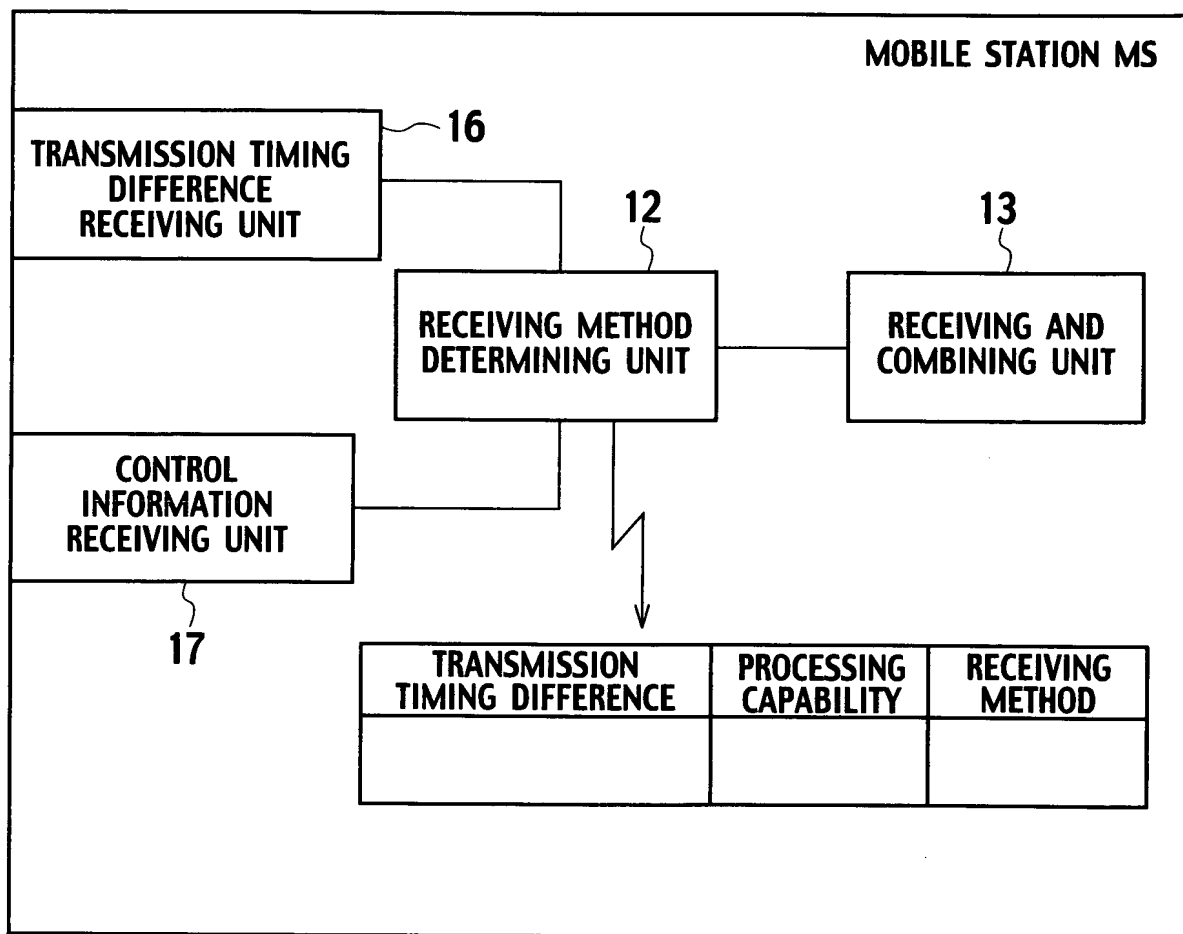 MOBILE STATION MS
16
TRANSMISSION TIMING
DIFFERENCE
RECEIVING UNIT
12
13
RECEIVING METHOD
DETERMINING UNIT
RECEIVING AND
COMBINING UNIT
CONTROL
INFORMATION
RECEIVING UNIT
17
TRANSMISSION
TIMING DIFFERENCE
PROCESSING
CAPABILITY
RECEIVING
METHOD